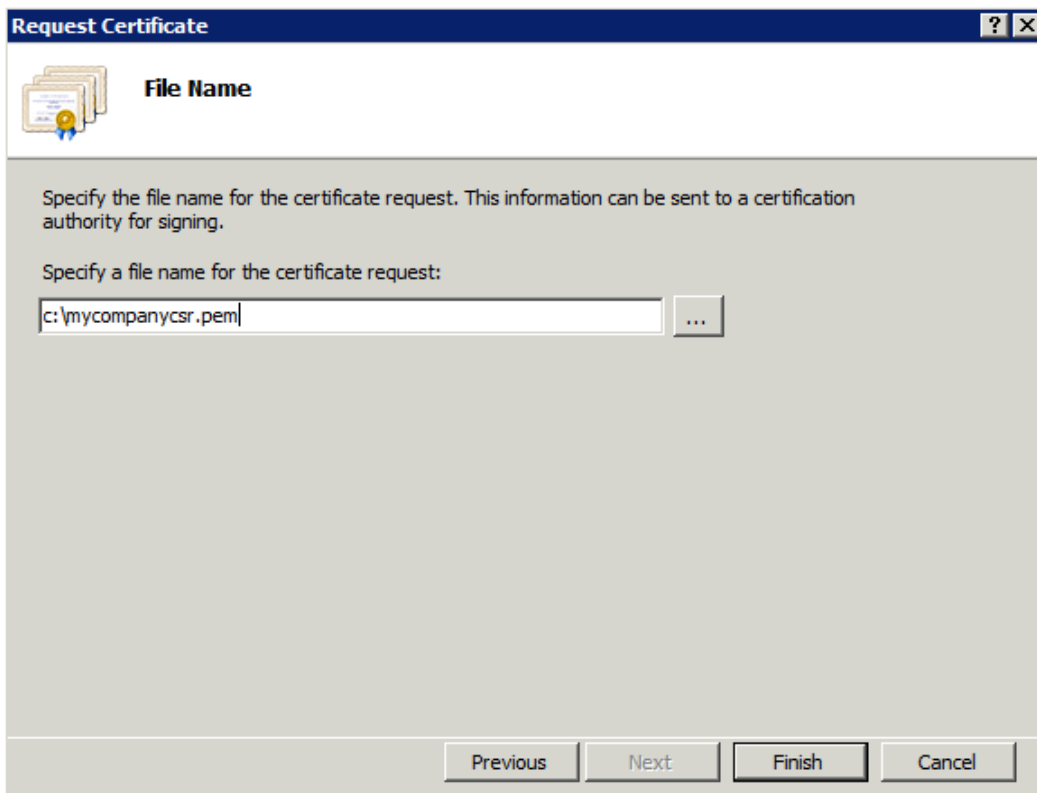 Request Certificate
File Name
Specify the file name for the certificate request. This information can be sent to a certification
authority for signing.
Specify a file name for the certificate request:
c:\mycompanycsr.pem
...
Previous Next Finish Cancel